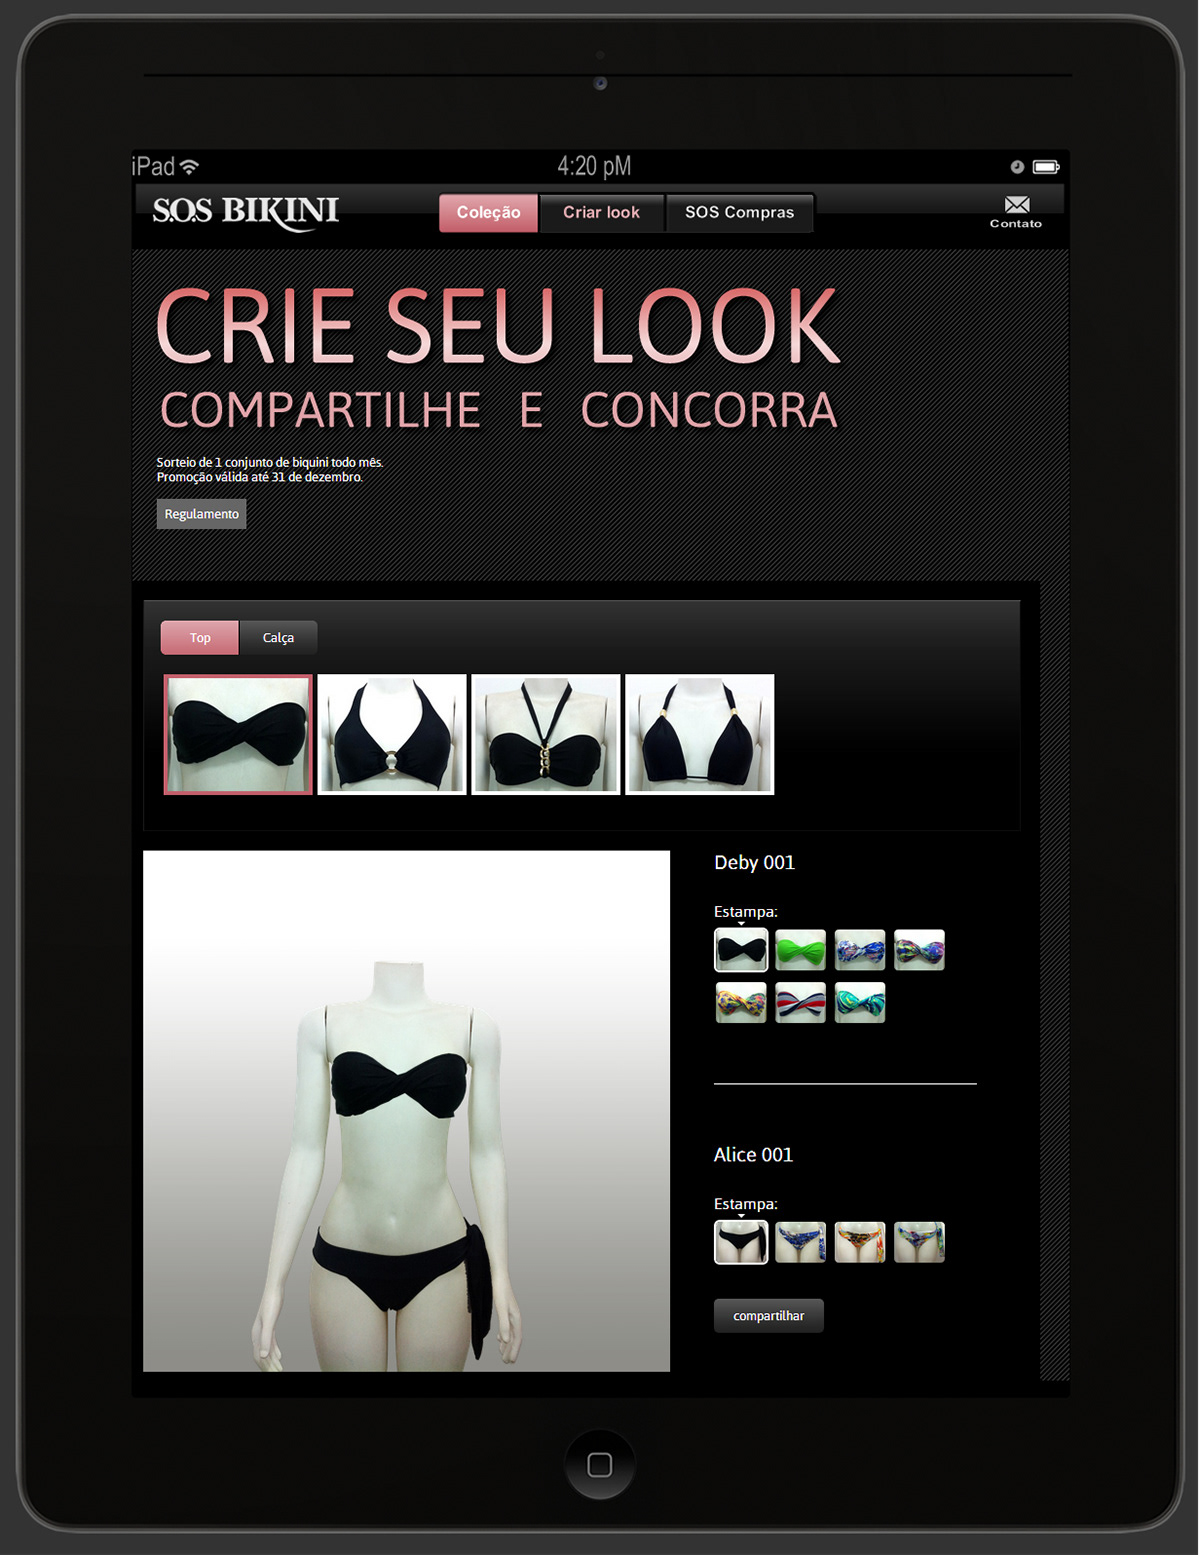 iPad
4:20 pM
S.O.S BIKINI
Coleção
Criar look
SOS Compras
Contato
CRIE SEU LOOK
COMPARTILHE E CONCORRA
Sorteio de 1 conjunto de biquini todo mês.
Promoção válida até 31 de dezembro.
Regulamento
Top
Calça
Deby 001
Estampa:
Alice 001
Estampa:
compartilhar